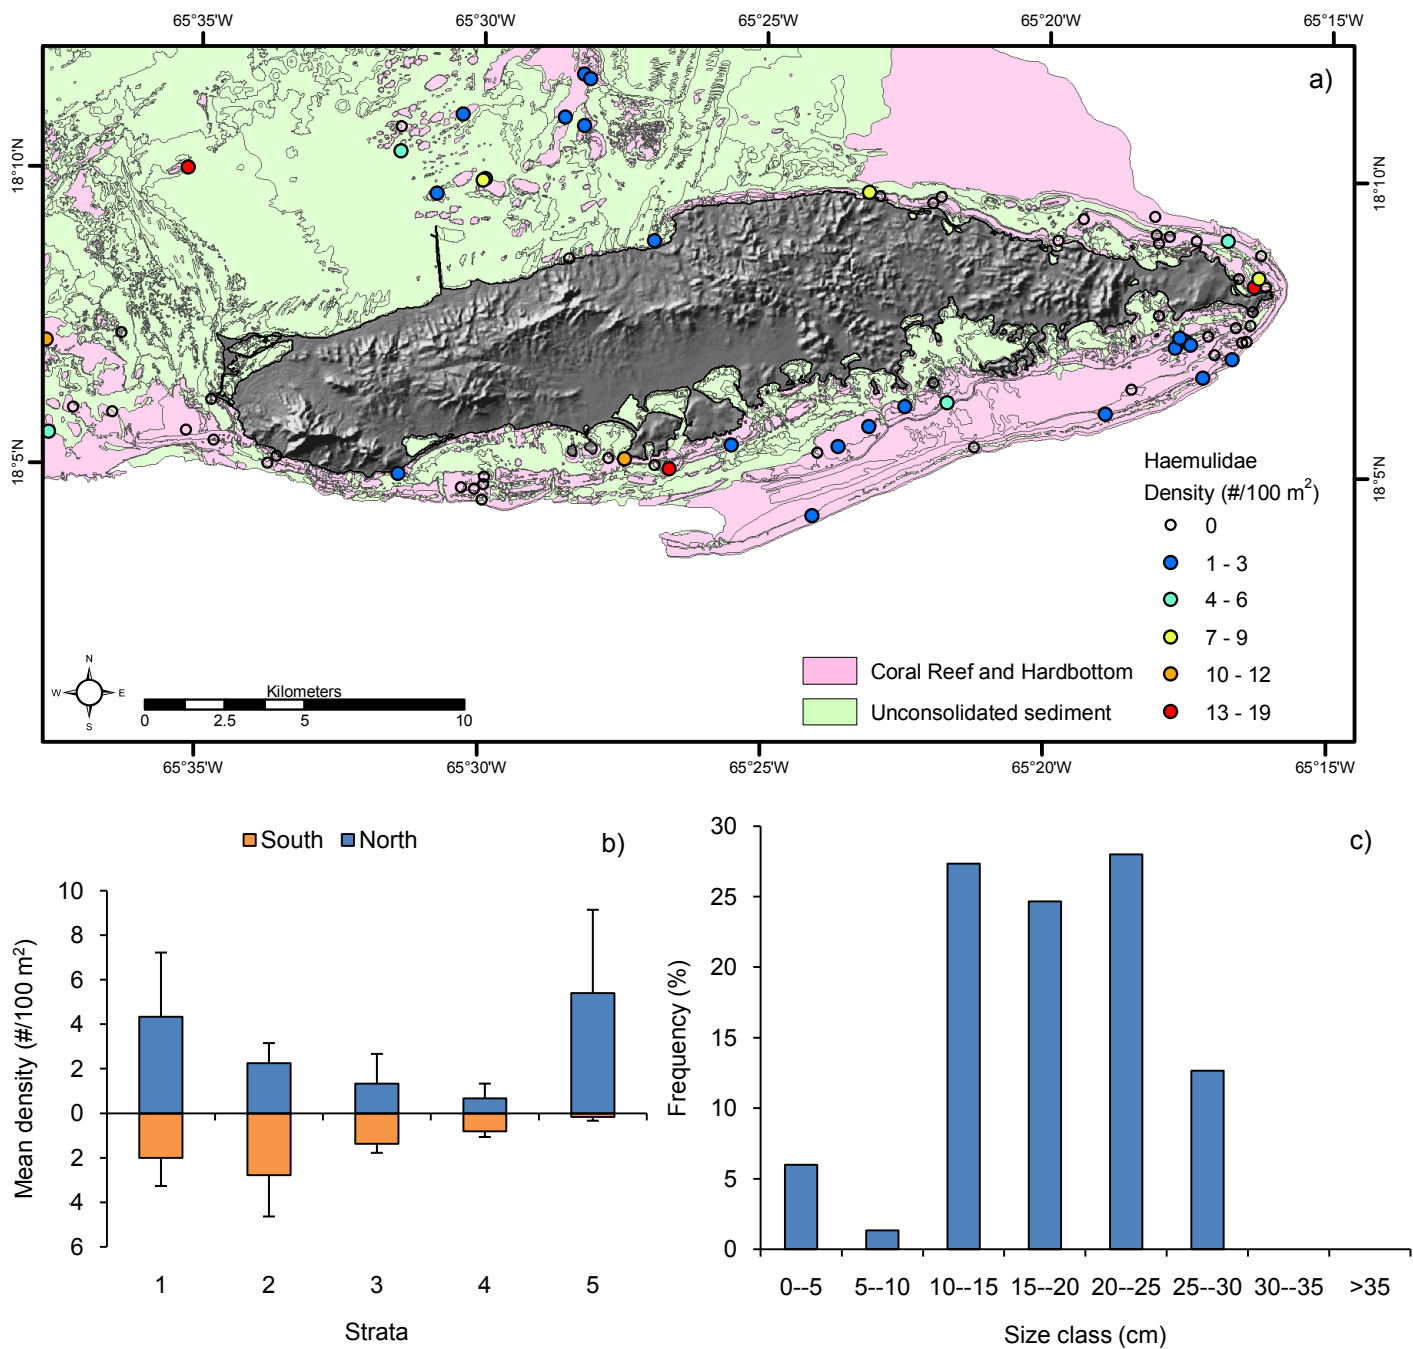 65°35'W 65°30'W 65°25'W 65°20'W 65°15'W
a)
18°10'N
18°10'N
18°5'N
18°5'N
Haemulidae
Density (#/100 m²)
0
1 - 3
4 - 6
7 - 9
10 - 12
13 - 19
Coral Reef and Hardbottom
Unconsolidated sediment
N
W E
S
Kilometers
0 2.5 5 10
65°35'W 65°30'W 65°25'W 65°20'W 65°15'W
South North
b)
Mean density (#/100 m²)
10
8
6
4
2
0
2
4
6
1 2 3 4 5
Strata
c)
Frequency (%)
30
25
20
15
10
5
0
0--5 5--10 10--15 15--20 20--25 25--30 30--35 >35
Size class (cm)